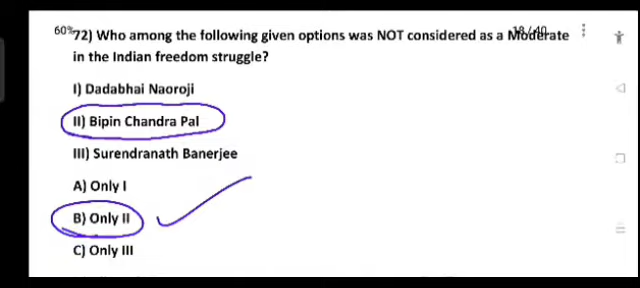 60%
18/40
72) Who among the following given options was NOT considered as a Moderate
in the Indian freedom struggle?
I) Dadabhai Naoroji
II) Bipin Chandra Pal
III) Surendranath Banerjee
A) Only I
B) Only II
C) Only III